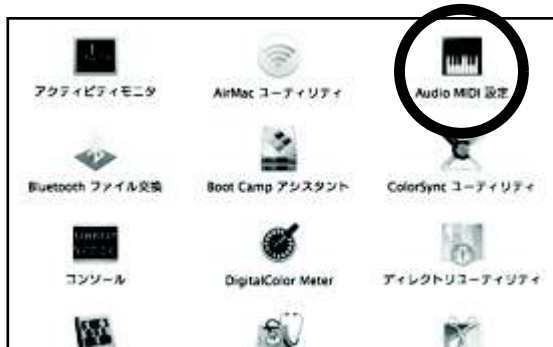 アクティビティモニタ
AirMac ユーティリティ
Audio MIDI 設定
Bluetooth ファイル交換
Boot Camp アシスタント
ColorSync ユーティリティ
コンソール
DigitalColor Meter
ディレクトリユーティリティ